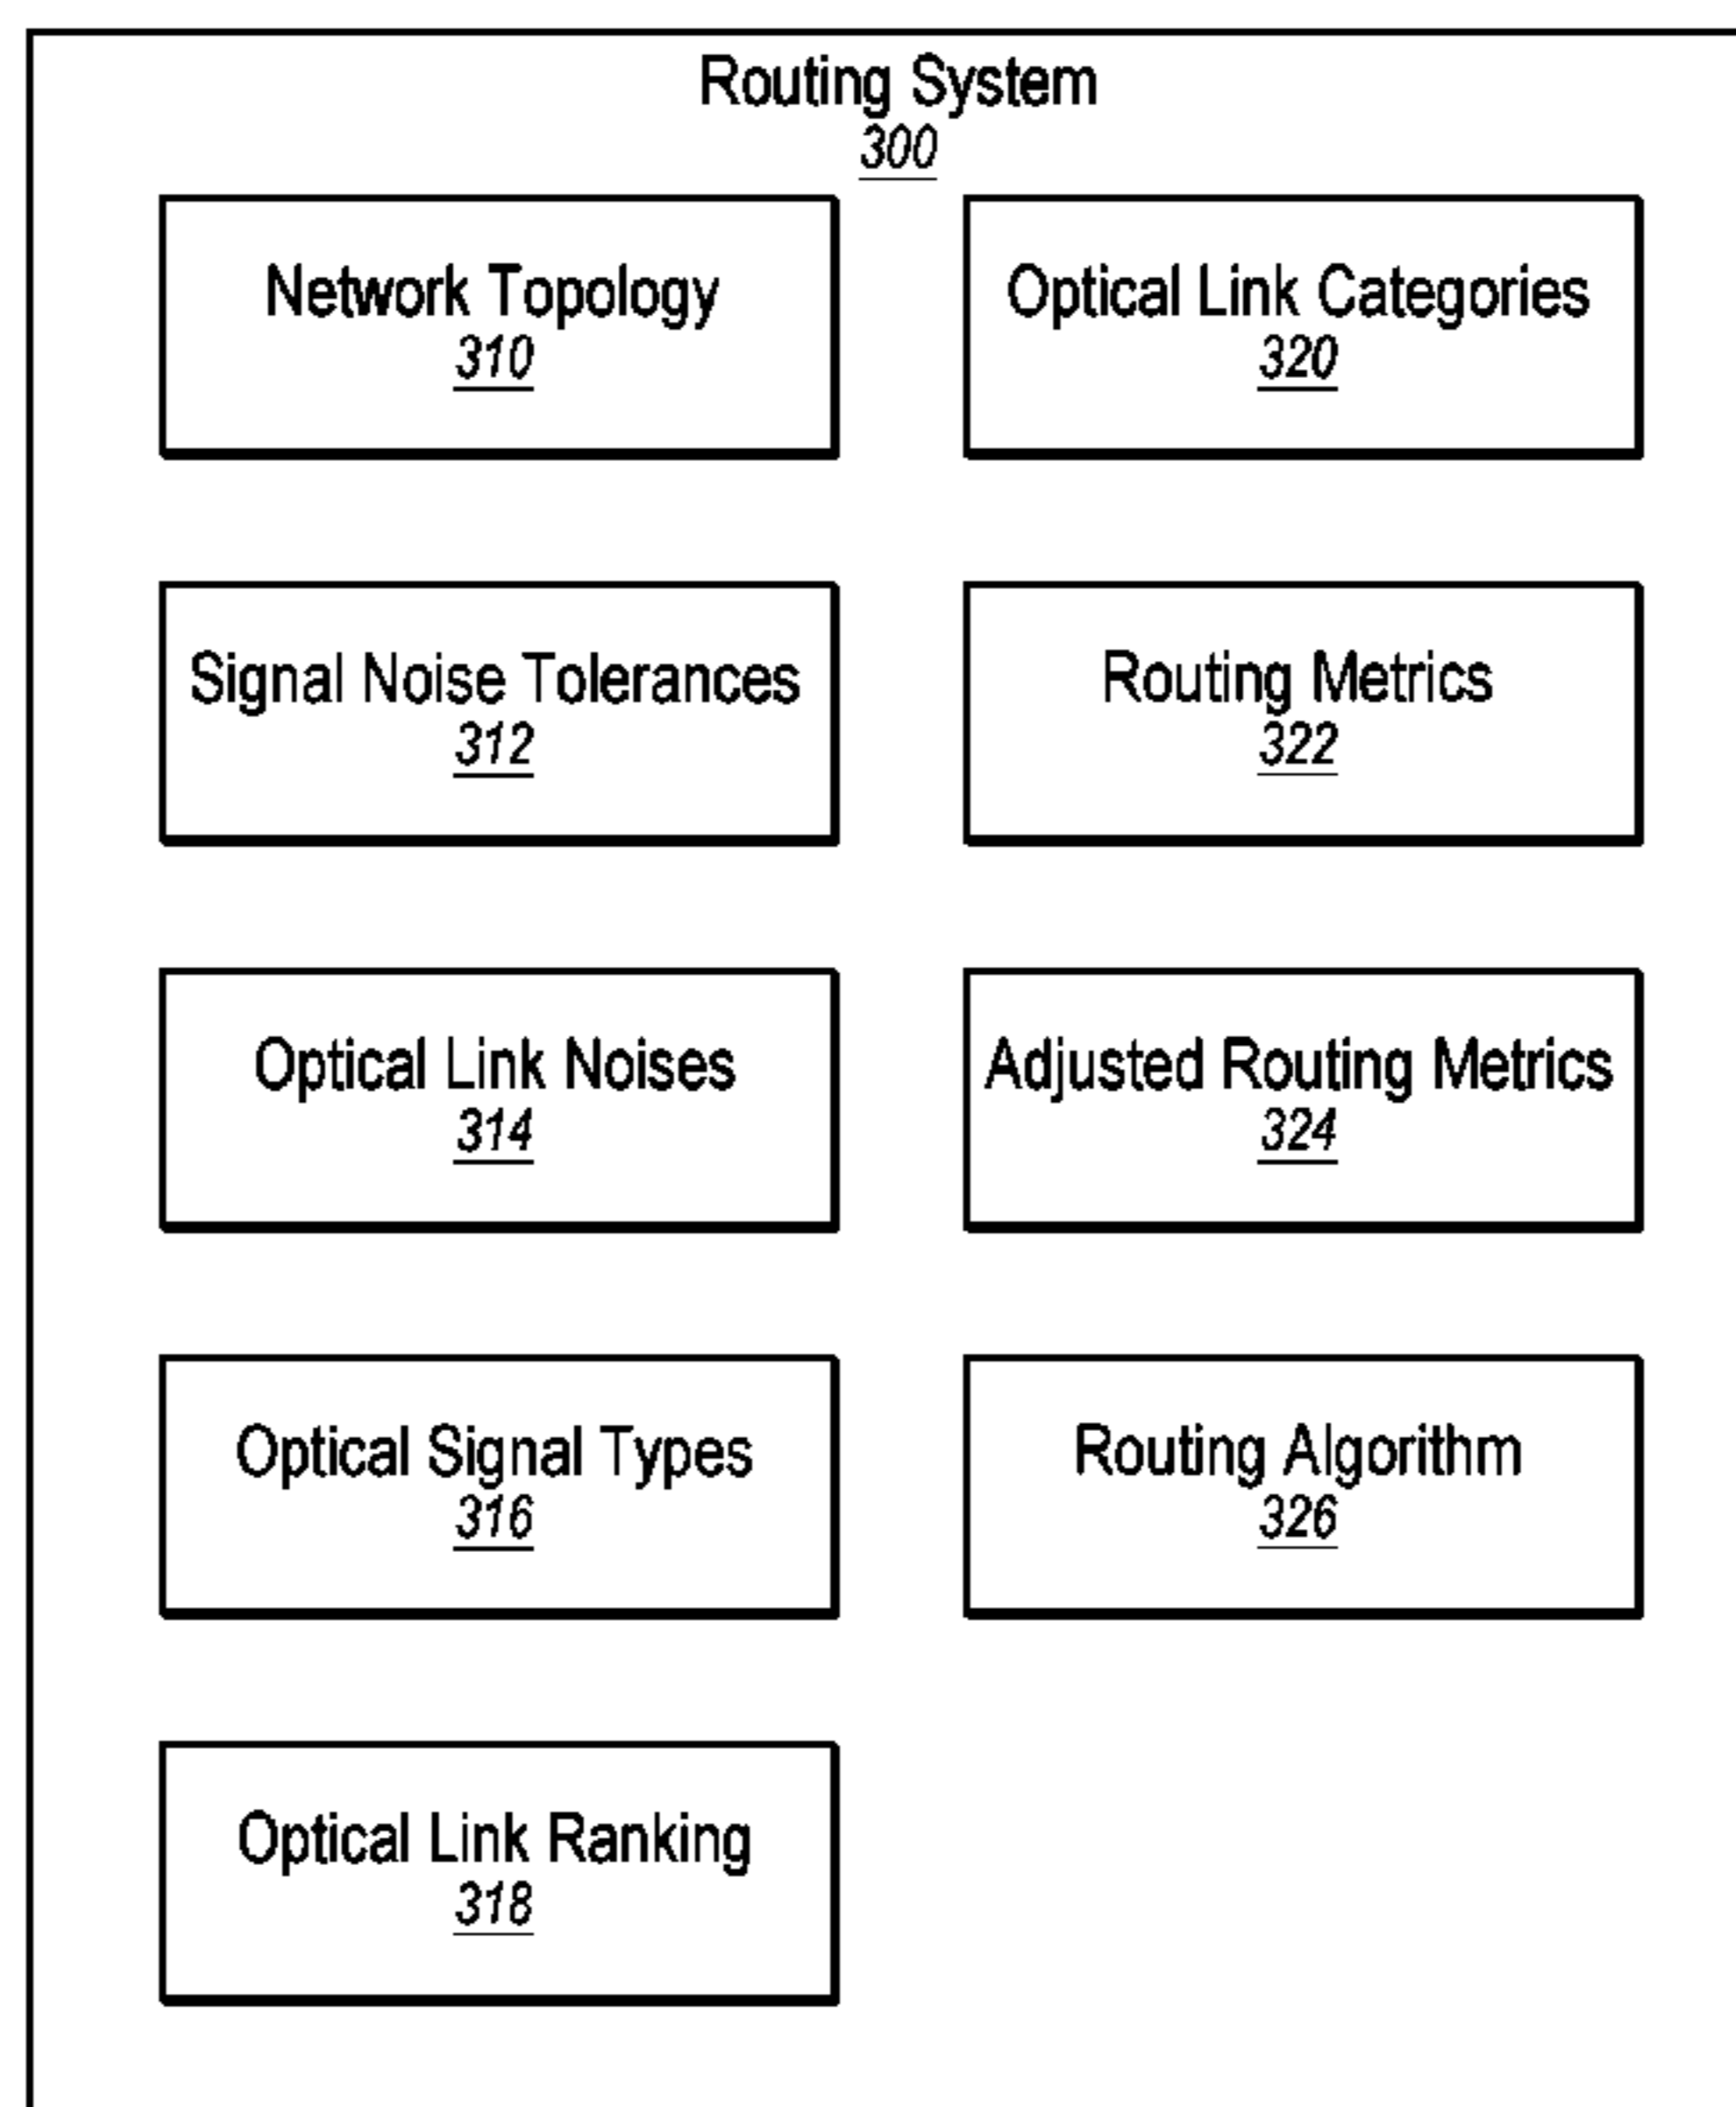 Routing System
300
Network Topology
310
Optical Link Categories
320
Signal Noise Tolerances
312
Routing Metrics
322
Optical Link Noises
314
Adjusted Routing Metrics
324
Optical Signal Types
316
Routing Algorithm
326
Optical Link Ranking
318